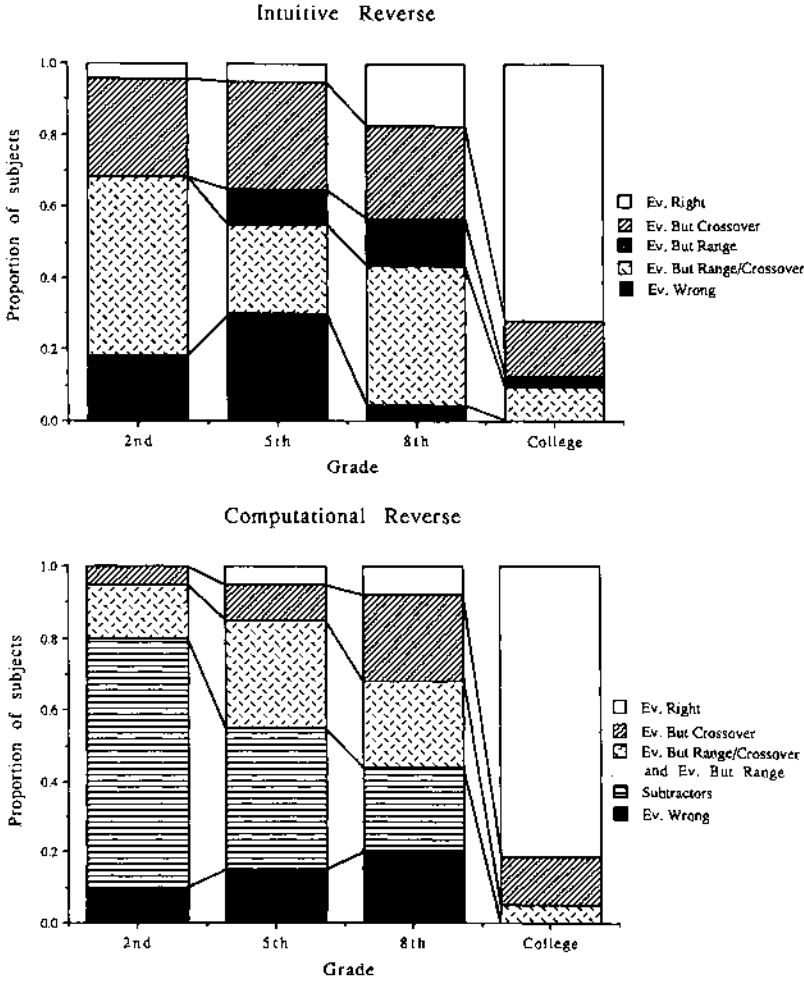 Intuitive Reverse
1.0
0.8
0.6
0.4
0.2
0.0
Proportion of subjects
2nd
5th
8th
College
Grade
Ev. Right
Ev. But Crossover
Ev. But Range
Ev. But Range/Crossover
Ev. Wrong
Computational Reverse
1.0
0.8
0.6
0.4
0.2
0.0
Proportion of subjects
2nd
5th
8th
College
Grade
Ev. Right
Ev. But Crossover
Ev. But Range/Crossover
and Ev. But Range
Subtractors
Ev. Wrong